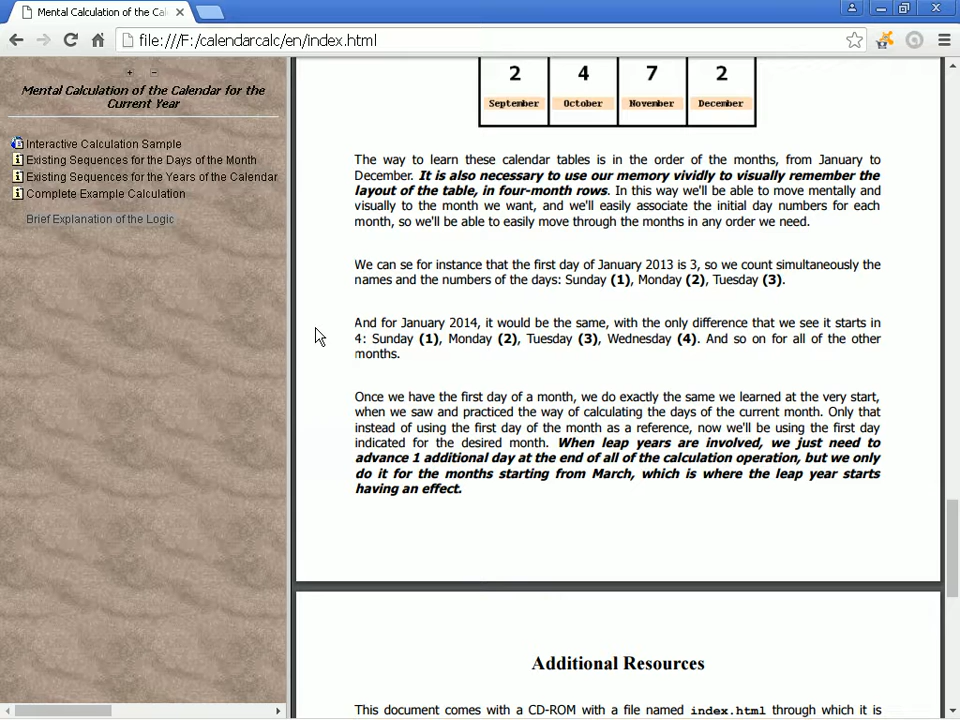 Mental Calculation of the Ca
file:///F:/calendarcalc/en/index.html
+ −
Mental Calculation of the Calendar for the
Current Year
Interactive Calculation Sample
Existing Sequences for the Days of the Month
Existing Sequences for the Years of the Calendar
Complete Example Calculation
Brief Explanation of the Logic
2 4 7 2
September October November December
The way to learn these calendar tables is in the order of the months, from January to
December. It is also necessary to use our memory vividly to visually remember the
layout of the table, in four-month rows. In this way we'll be able to move mentally and
visually to the month we want, and we'll easily associate the initial day numbers for each
month, so we'll be able to easily move through the months in any order we need.
We can se for instance that the first day of January 2013 is 3, so we count simultaneously the
names and the numbers of the days: Sunday (1), Monday (2), Tuesday (3).
And for January 2014, it would be the same, with the only difference that we see it starts in
4: Sunday (1), Monday (2), Tuesday (3), Wednesday (4). And so on for all of the other
months.
Once we have the first day of a month, we do exactly the same we learned at the very start,
when we saw and practiced the way of calculating the days of the current month. Only that
instead of using the first day of the month as a reference, now we'll be using the first day
indicated for the desired month. When leap years are involved, we just need to
advance 1 additional day at the end of all of the calculation operation, but we only
do it for the months starting from March, which is where the leap year starts
having an effect.
Additional Resources
This document comes with a CD-ROM with a file named index.html through which it is